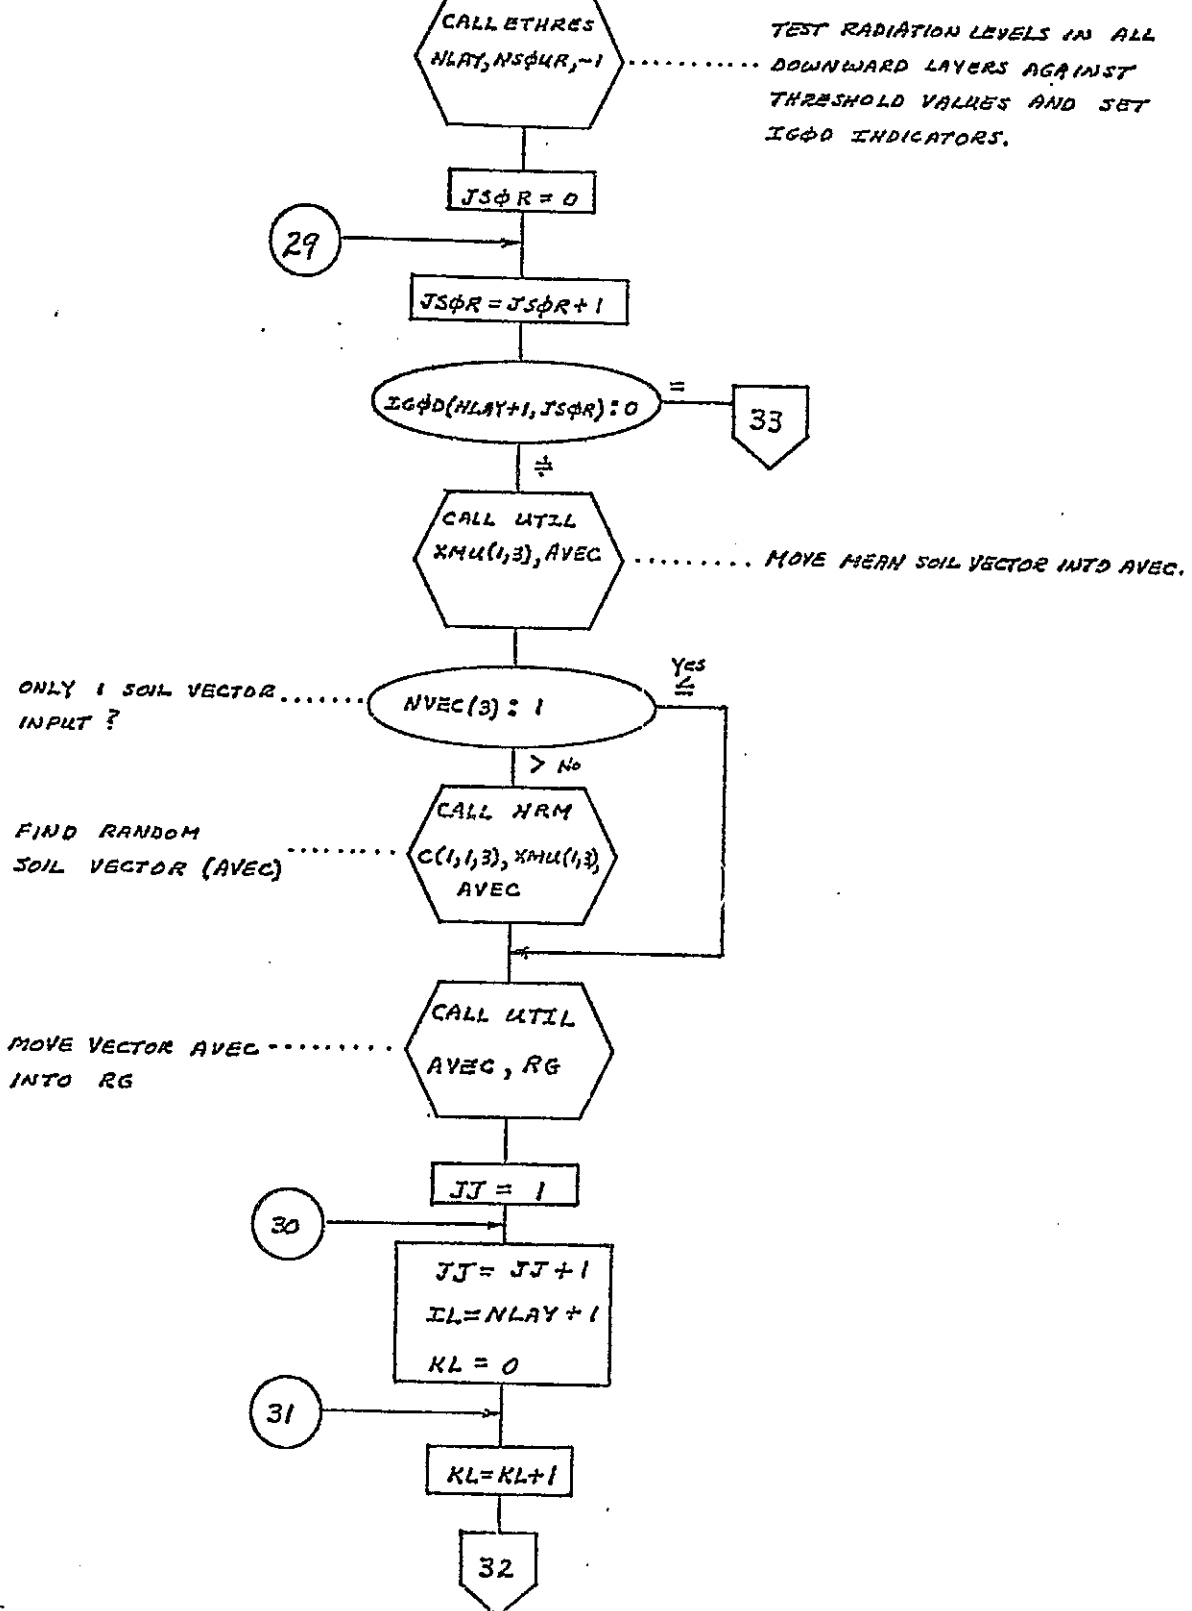 CALL ETHRES
NLAY, NSØUR, -1
TEST RADIATION LEVELS IN ALL
DOWNWARD LAYERS AGAINST
THRESHOLD VALUES AND SET
IGØD INDICATORS.
JSØR = 0
29
JSØR = JSØR + 1
IGØD(NLAY+1, JSØR) : 0
=
33
≠
CALL UTIL
XMU(1,3), AVEC
MOVE MEAN SOIL VECTOR INTO AVEC.
ONLY 1 SOIL VECTOR
INPUT ?
NVEC(3) : 1
Yes
≤
> No
FIND RANDOM
SOIL VECTOR (AVEC)
CALL NRM
C(1,1,3), XMU(1,3),
AVEC
MOVE VECTOR AVEC
INTO RG
CALL UTIL
AVEC, RG
JJ = 1
30
JJ = JJ + 1
IL = NLAY + 1
KL = 0
31
KL = KL + 1
32